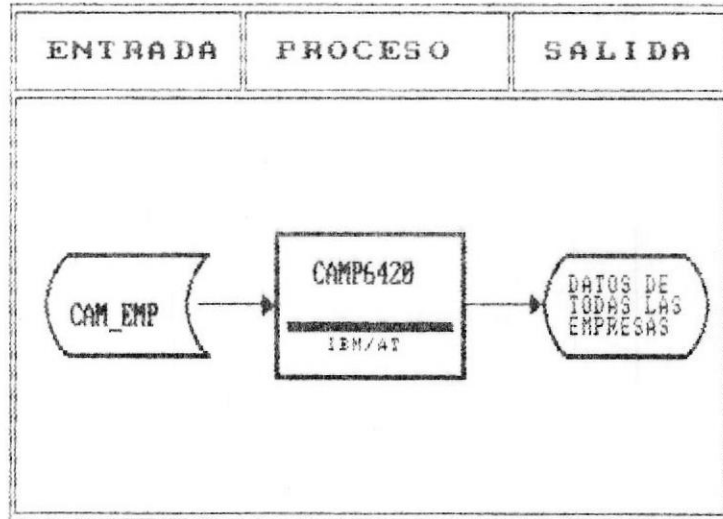 ENTRADA PROCESO SALIDA
CAM_EMP
CAMP6420
IBM/AT
DATOS DE
TODAS LAS
EMPRESAS